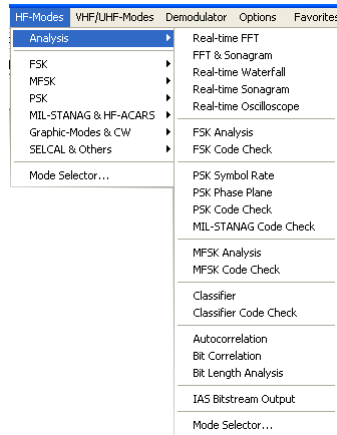 HF-Modes VHF/UHF-Modes Demodulator Options Favorites
Analysis
FSK
MFSK
PSK
MIL-STANAG & HF-ACARS
Graphic-Modes & CW
SELCAL & Others
Mode Selector...
Real-time FFT
FFT & Sonagram
Real-time Waterfall
Real-time Sonagram
Real-time Oscilloscope
FSK Analysis
FSK Code Check
PSK Symbol Rate
PSK Phase Plane
PSK Code Check
MIL-STANAG Code Check
MFSK Analysis
MFSK Code Check
Classifier
Classifier Code Check
Autocorrelation
Bit Correlation
Bit Length Analysis
IAS Bitstream Output
Mode Selector...